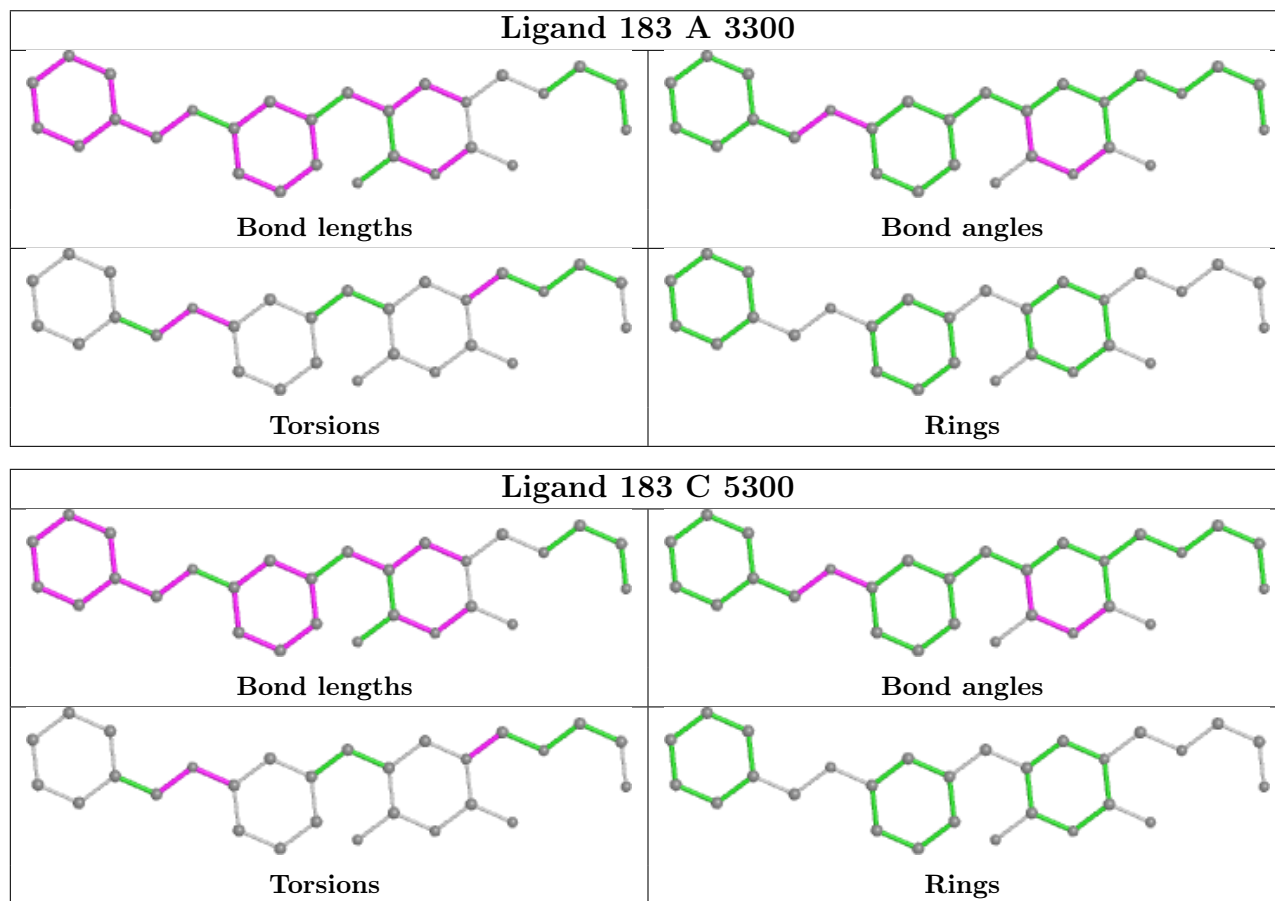 Ligand 183 A 3300
Bond lengths
Bond angles
Torsions
Rings
Ligand 183 C 5300
Bond lengths
Bond angles
Torsions
Rings